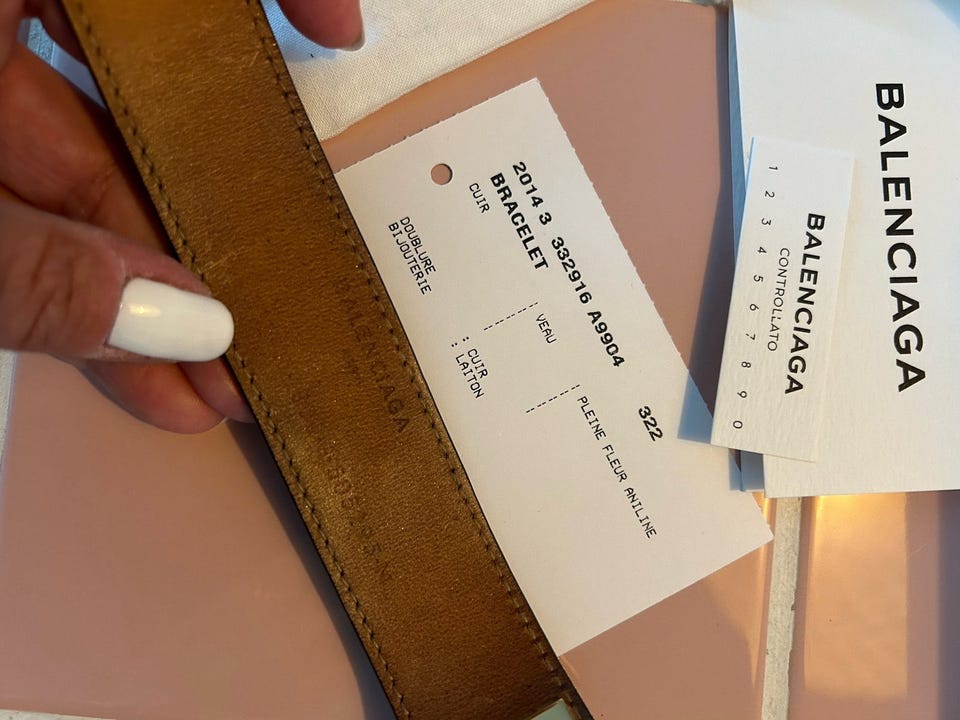 BALENCIAGA
BALENCIAGA
CONTROLLATO
1 2 3 4 5 6 7 8 9 0
2014 3 332916 A9904 322
BRACELET
CUIR VEAU PLEINE FLEUR ANILINE
DOUBLURE : CUIR
BIJOUTERIE : LAITON
BALENCIAGA